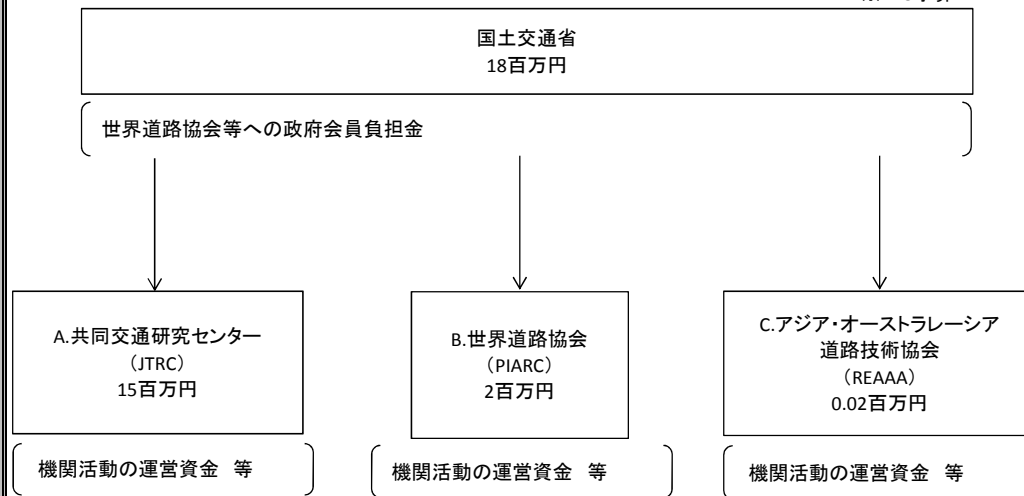 国土交通省
18百万円
世界道路協会等への政府会員負担金
A.共同交通研究センター
（JTRC）
15百万円
B.世界道路協会
（PIARC）
2百万円
C.アジア・オーストラレーシア
道路技術協会
（REAAA）
0.02百万円
機関活動の運営資金　等
機関活動の運営資金　等
機関活動の運営資金　等